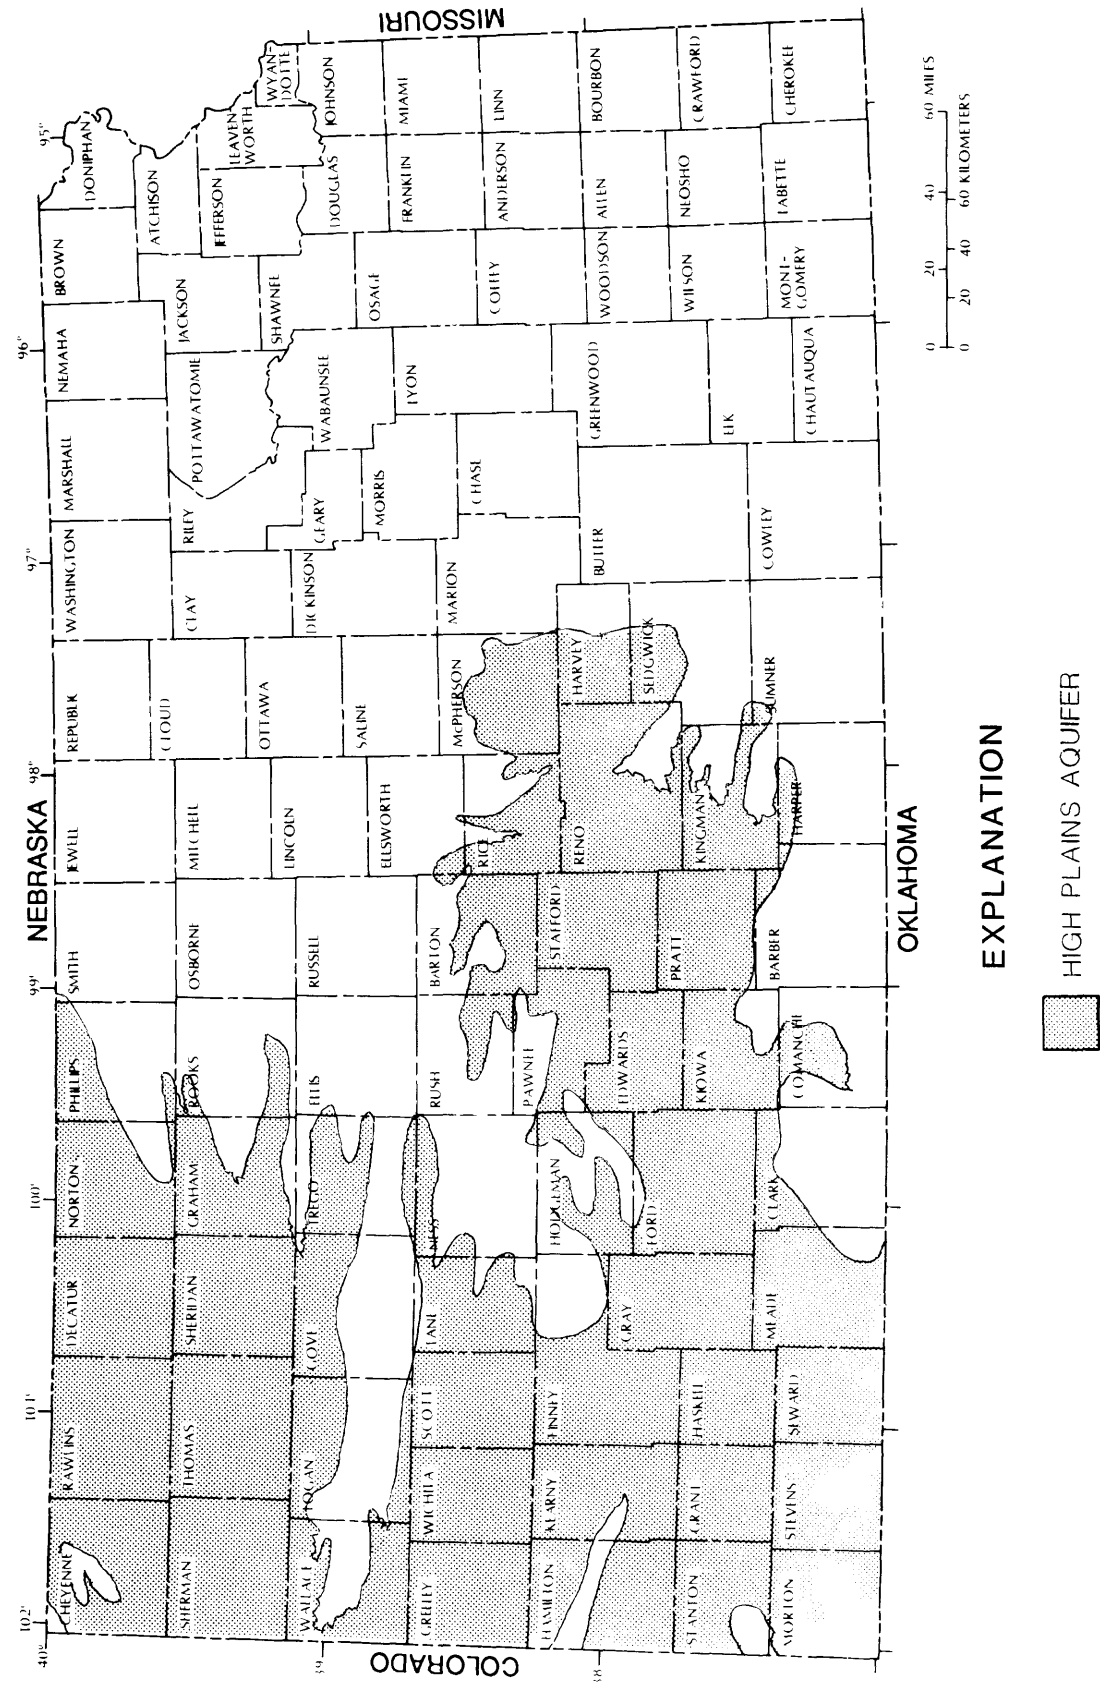 MISSOURI
NEBRASKA
COLORADO
OKLAHOMA
40°
39
38
102°
101°
100°
99°
98°
97°
96°
95°
CHEYENNE
RAWLINS
DECATUR
NORTON
PHILLIPS
SMITH
JEWELL
REPUBLIC
WASHINGTON
MARSHALL
NEMAHA
BROWN
DONIPHAN
SHERMAN
THOMAS
SHERIDAN
GRAHAM
ROOKS
OSBORNE
MITCHELL
CLOUD
CLAY
RILEY
POTTAWATOMIE
JACKSON
ATCHISON
JEFFERSON
LEAVEN
WORTH
WYAN-
DOTTE
WALLACE
LOGAN
GOVE
TREGO
ELLIS
RUSSELL
LINCOLN
OTTAWA
DICKINSON
GEARY
WABAUNSEE
SHAWNEE
DOUGLAS
JOHNSON
ELLSWORTH
SALINE
MORRIS
OSAGE
FRANKLIN
MIAMI
GREELEY
WICHITA
SCOTT
LANE
NESS
RUSH
BARTON
RICE
McPHERSON
MARION
CHASE
LYON
COFFEY
ANDERSON
LINN
HAMILTON
KEARNY
FINNEY
HODGEMAN
PAWNEE
STAFFORD
RENO
HARVEY
BUTLER
GREENWOOD
WOODSON
ALLEN
BOURBON
GRAY
FORD
EDWARDS
SEDGWICK
STANTON
GRANT
HASKELL
KIOWA
PRATT
KINGMAN
ELK
WILSON
NEOSHO
CRAWFORD
MORTON
STEVENS
SEWARD
MEADE
CLARK
COMANCHE
BARBER
HARPER
SUMNER
COWLEY
CHAUTAUQUA
MONT-
GOMERY
LABETTE
CHEROKEE
0 20 40 60 MILES
0 20 40 60 KILOMETERS
EXPLANATION
HIGH PLAINS AQUIFER